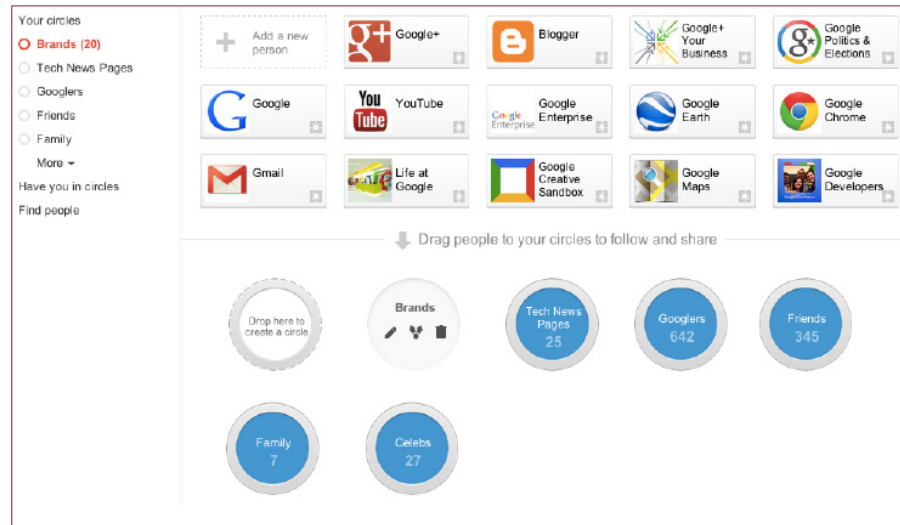 Your circles
Brands (20)
Tech News Pages
Googlers
Friends
Family
More
Have you in circles
Find people
Add a new
person
Google+
Blogger
Google+
Your
Business
Google
Politics &
Elections
Google
You
Tube
YouTube
Google
Enterprise
Google
Enterprise
Google
Earth
Google
Chrome
Gmail
Life at
Google
Google
Creative
Sandbox
Google
Maps
Google
Developers
Drag people to your circles to follow and share
Drop here to
create a circle
Brands
Tech News
Pages
25
Googlers
642
Friends
345
Family
7
Celebs
27